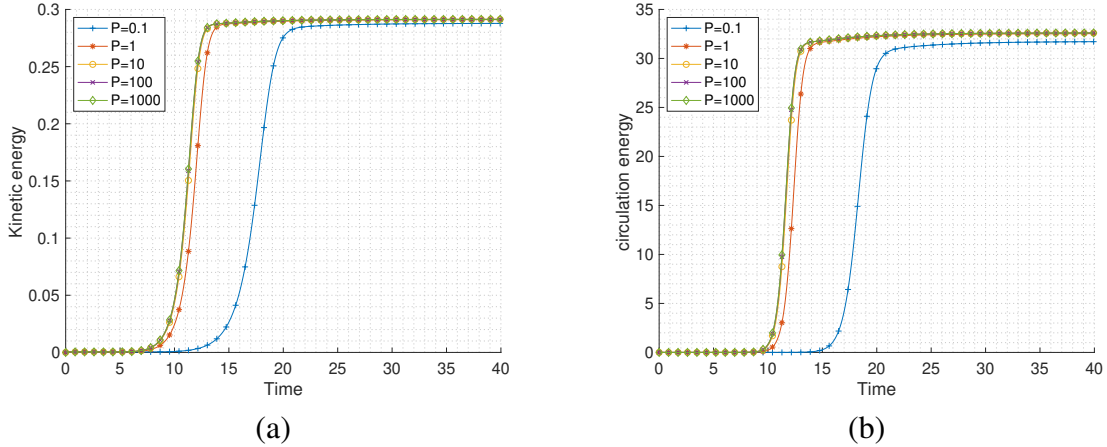 0.3
0.25
0.2
0.15
0.1
0.05
0
Kinetic energy
P=0.1
P=1
P=10
P=100
P=1000
0 5 10 15 20 25 30 35 40
Time
(a)
35
30
25
20
15
10
5
0
circulation energy
P=0.1
P=1
P=10
P=100
P=1000
0 5 10 15 20 25 30 35 40
Time
(b)